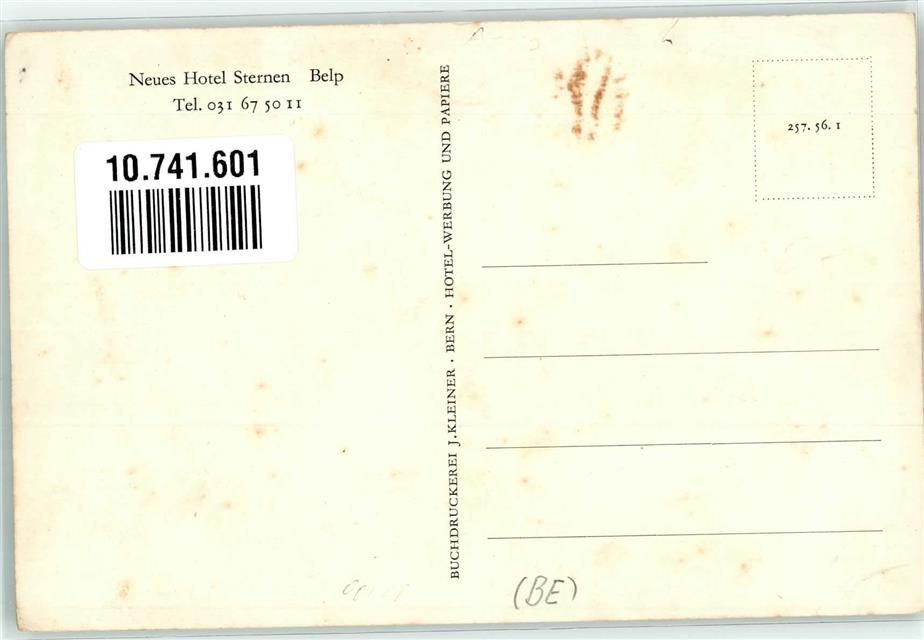 Neues Hotel Sternen Belp
Tel. 031 67 50 11
10.741.601
BUCHDRUCKEREI J. KLEINER · BERN · HOTEL-WERBUNG UND PAPIERE
257. 56. 1
(BE)